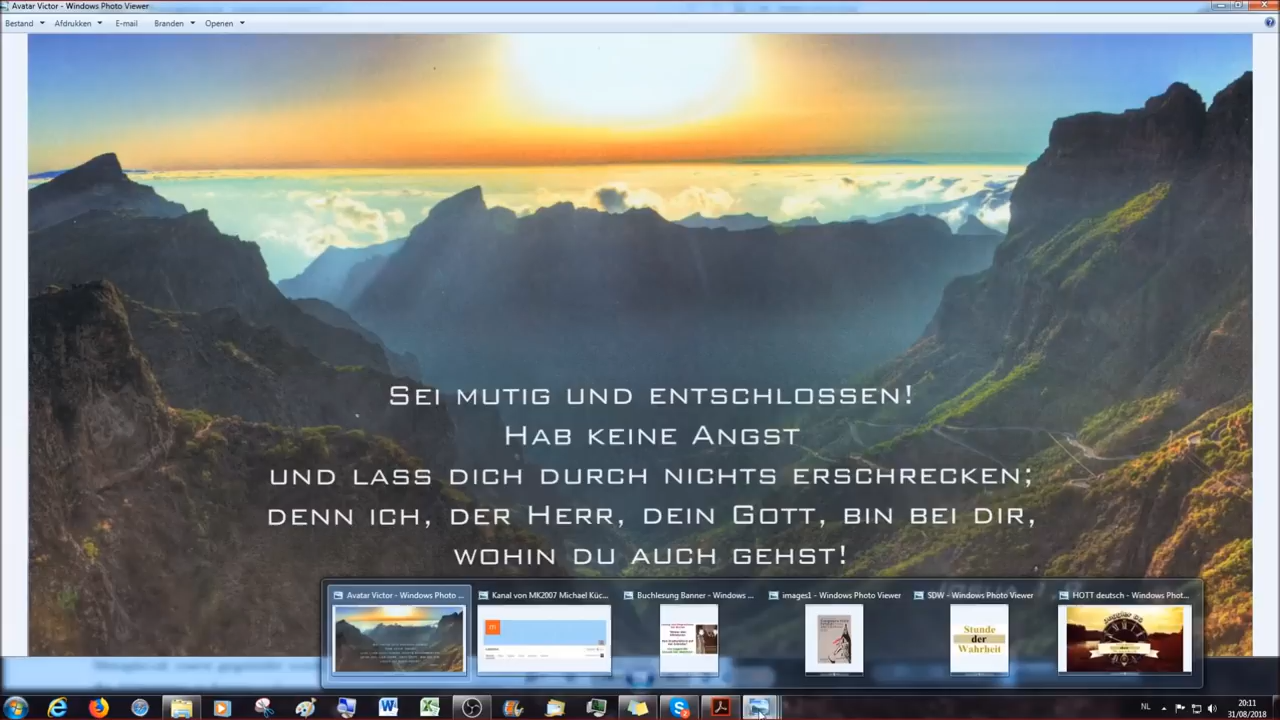 Avatar Victor - Windows Photo Viewer
Bestand Afdrukken E-mail Branden Openen
Sei mutig und entschlossen!
Hab keine Angst
und lass dich durch nichts erschrecken;
denn ich, der Herr, dein Gott, bin bei dir,
wohin du auch gehst!
Avatar Victor - Windows Photo ... Kanal von MK2007 Michael Küc... Buchlesung Banner - Windows ... images1 - Windows Photo Viewer SDW - Windows Photo Viewer HOTT deutsch - Windows Phot...
Stunde
der
Wahrheit
NL 20:11
31/08/2018